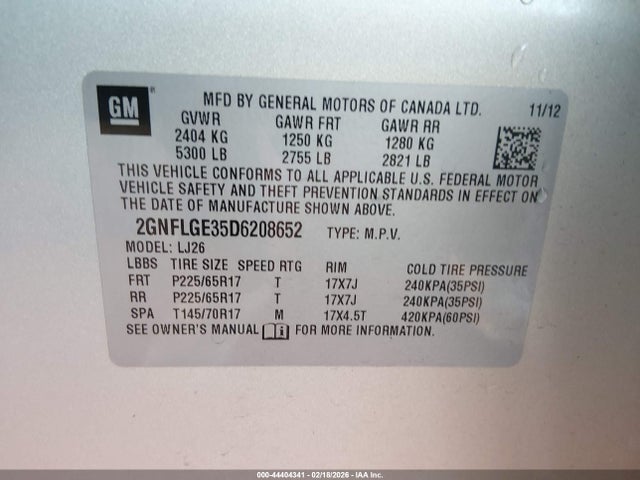 GM
MFD BY GENERAL MOTORS OF CANADA LTD. 11/12
GVWR GAWR FRT GAWR RR
2404 KG 1250 KG 1280 KG
5300 LB 2755 LB 2821 LB
THIS VEHICLE CONFORMS TO ALL APPLICABLE U.S. FEDERAL MOTOR
VEHICLE SAFETY AND THEFT PREVENTION STANDARDS IN EFFECT ON
THE DATE OF MANUFACTURE SHOWN ABOVE.
2GNFLGE35D6208652 TYPE: M.P.V.
MODEL: LJ26
LBBS TIRE SIZE SPEED RTG RIM COLD TIRE PRESSURE
FRT P225/65R17 T 17X7J 240KPA(35PSI)
RR P225/65R17 T 17X7J 240KPA(35PSI)
SPA T145/70R17 M 17X4.5T 420KPA(60PSI)
SEE OWNER'S MANUAL FOR MORE INFORMATION.
000-44404341 - 02/18/2026 - IAA Inc.